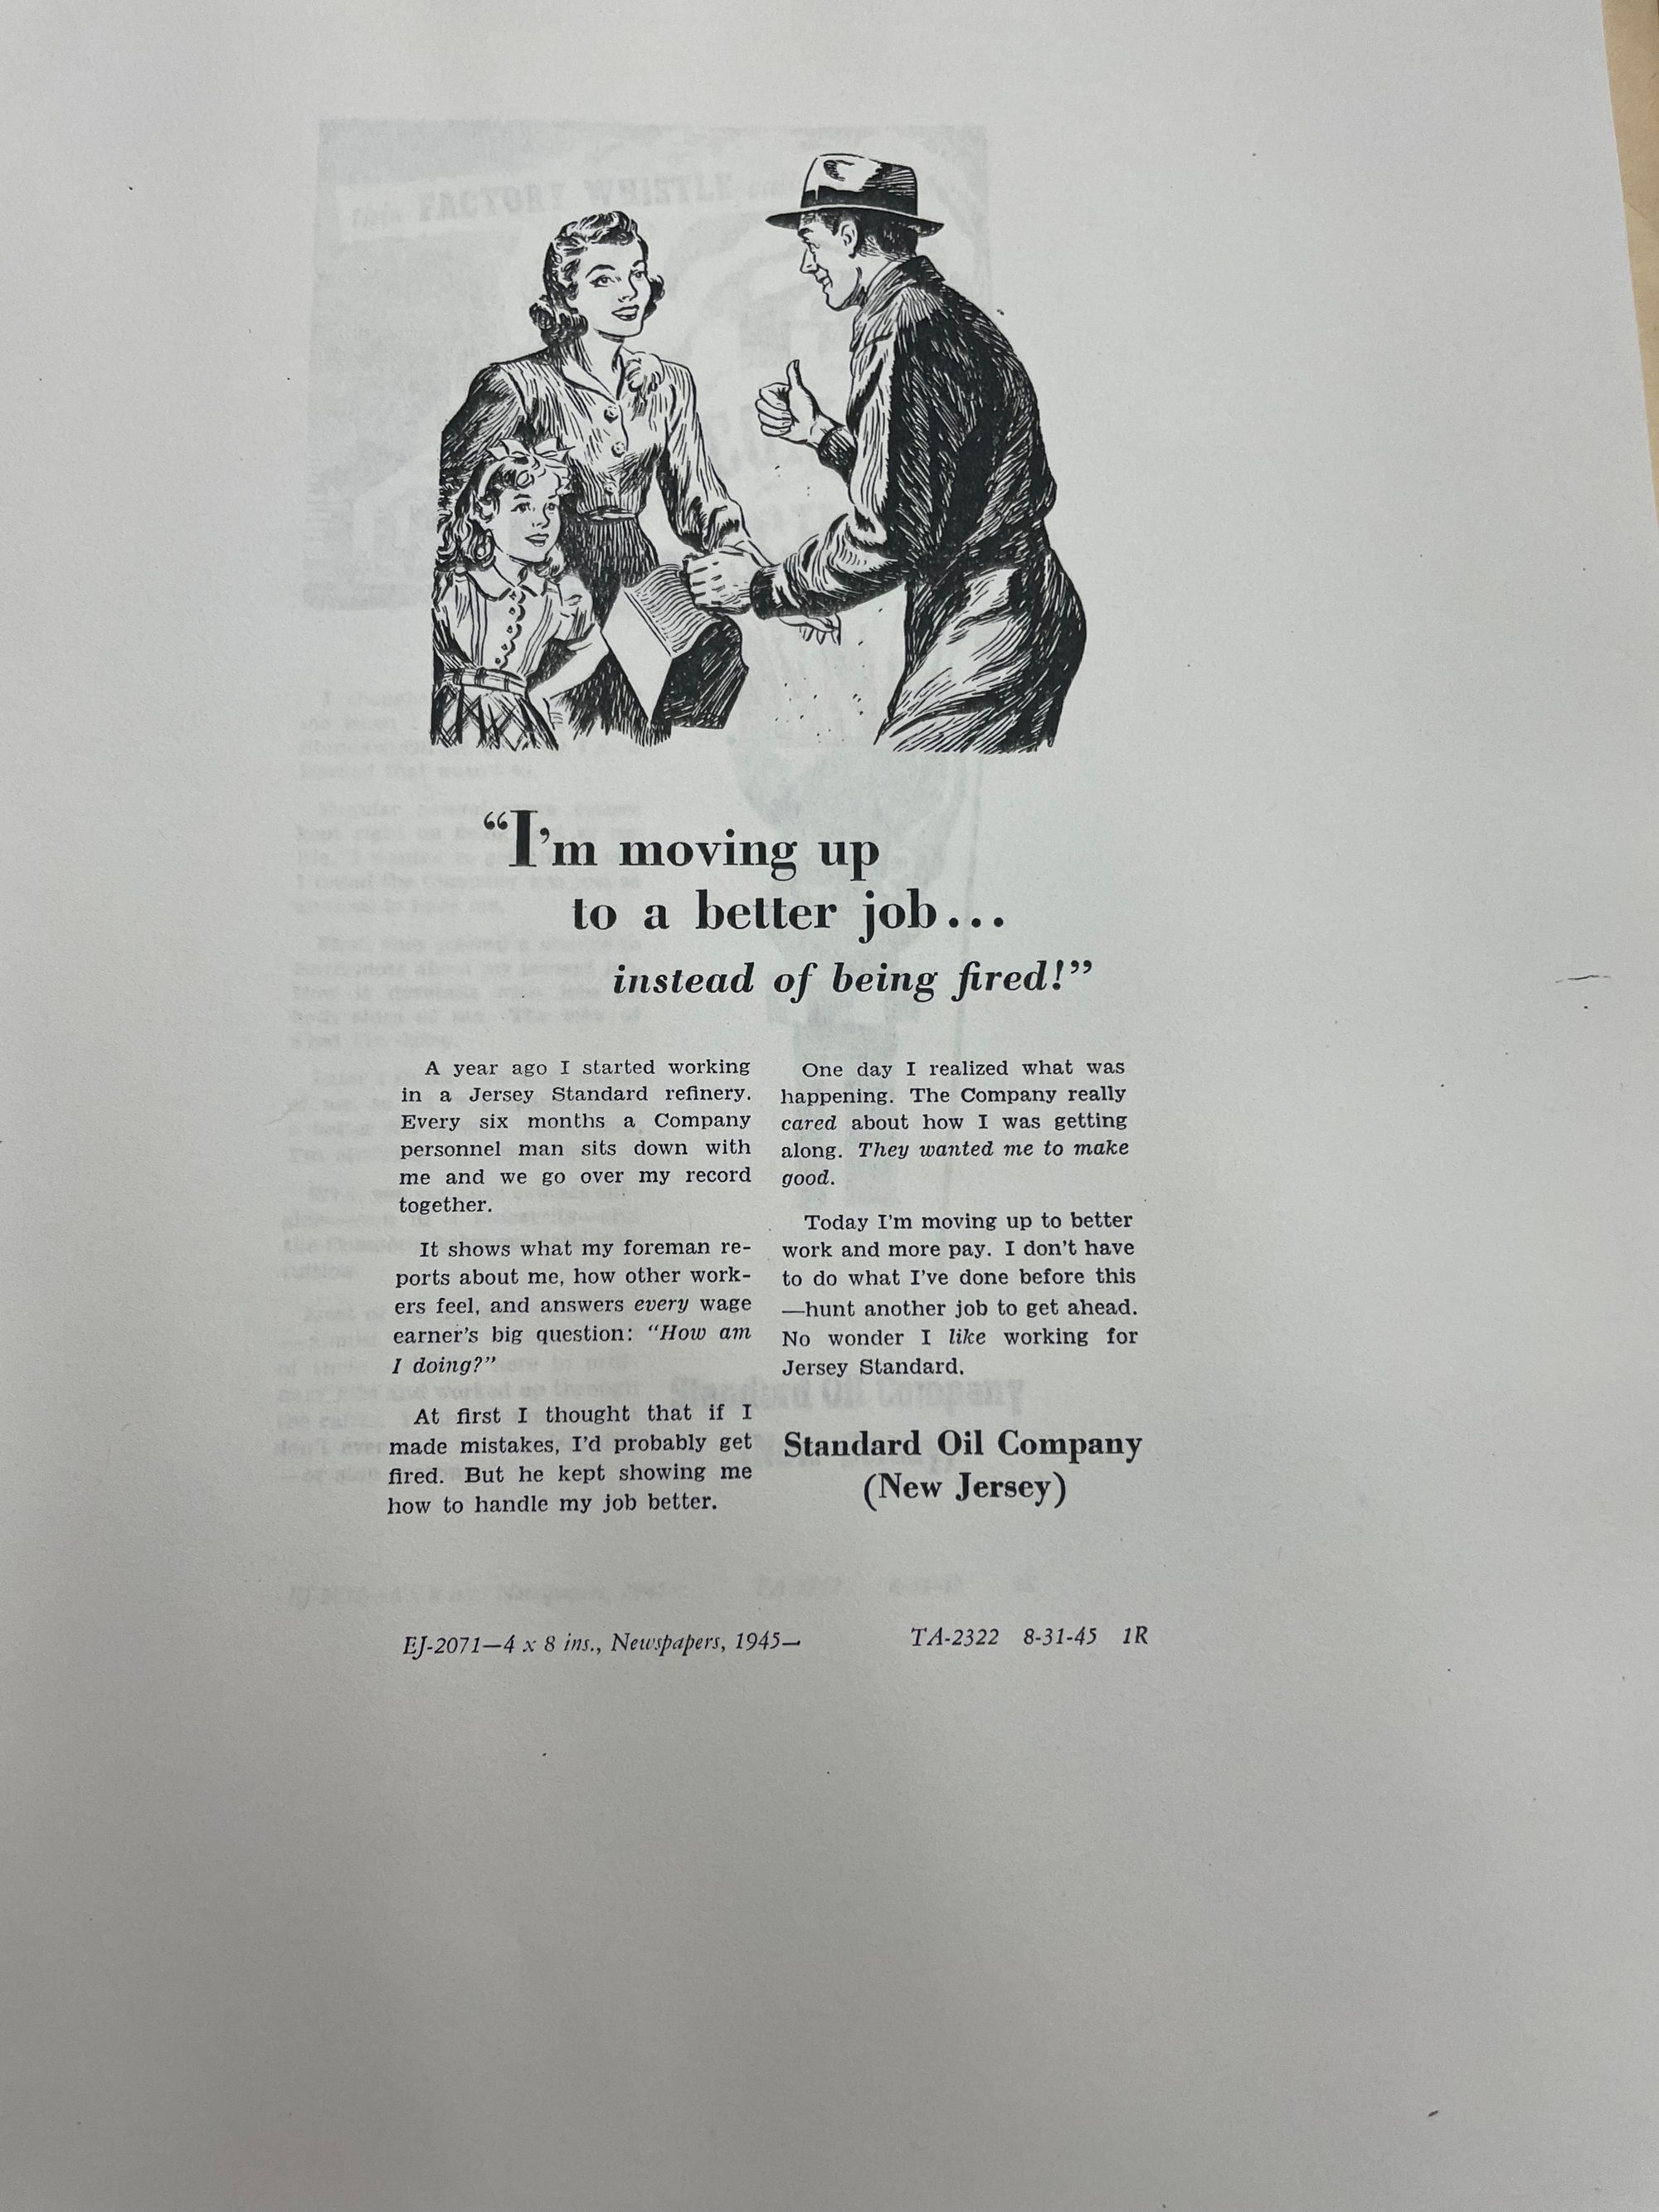 “I’m moving up
to a better job...
instead of being fired!”
A year ago I started working
in a Jersey Standard refinery.
Every six months a Company
personnel man sits down with
me and we go over my record
together.
It shows what my foreman re-
ports about me, how other work-
ers feel, and answers every wage
earner’s big question: “How am
I doing?”
At first I thought that if I
made mistakes, I’d probably get
fired. But he kept showing me
how to handle my job better.
One day I realized what was
happening. The Company really
cared about how I was getting
along. They wanted me to make
good.
Today I’m moving up to better
work and more pay. I don’t have
to do what I’ve done before this
—hunt another job to get ahead.
No wonder I like working for
Jersey Standard.
Standard Oil Company
(New Jersey)
EJ-2071—4 x 8 ins., Newspapers, 1945—
TA-2322 8-31-45 1R
FACTORY WHISTLE
Standard Oil Company